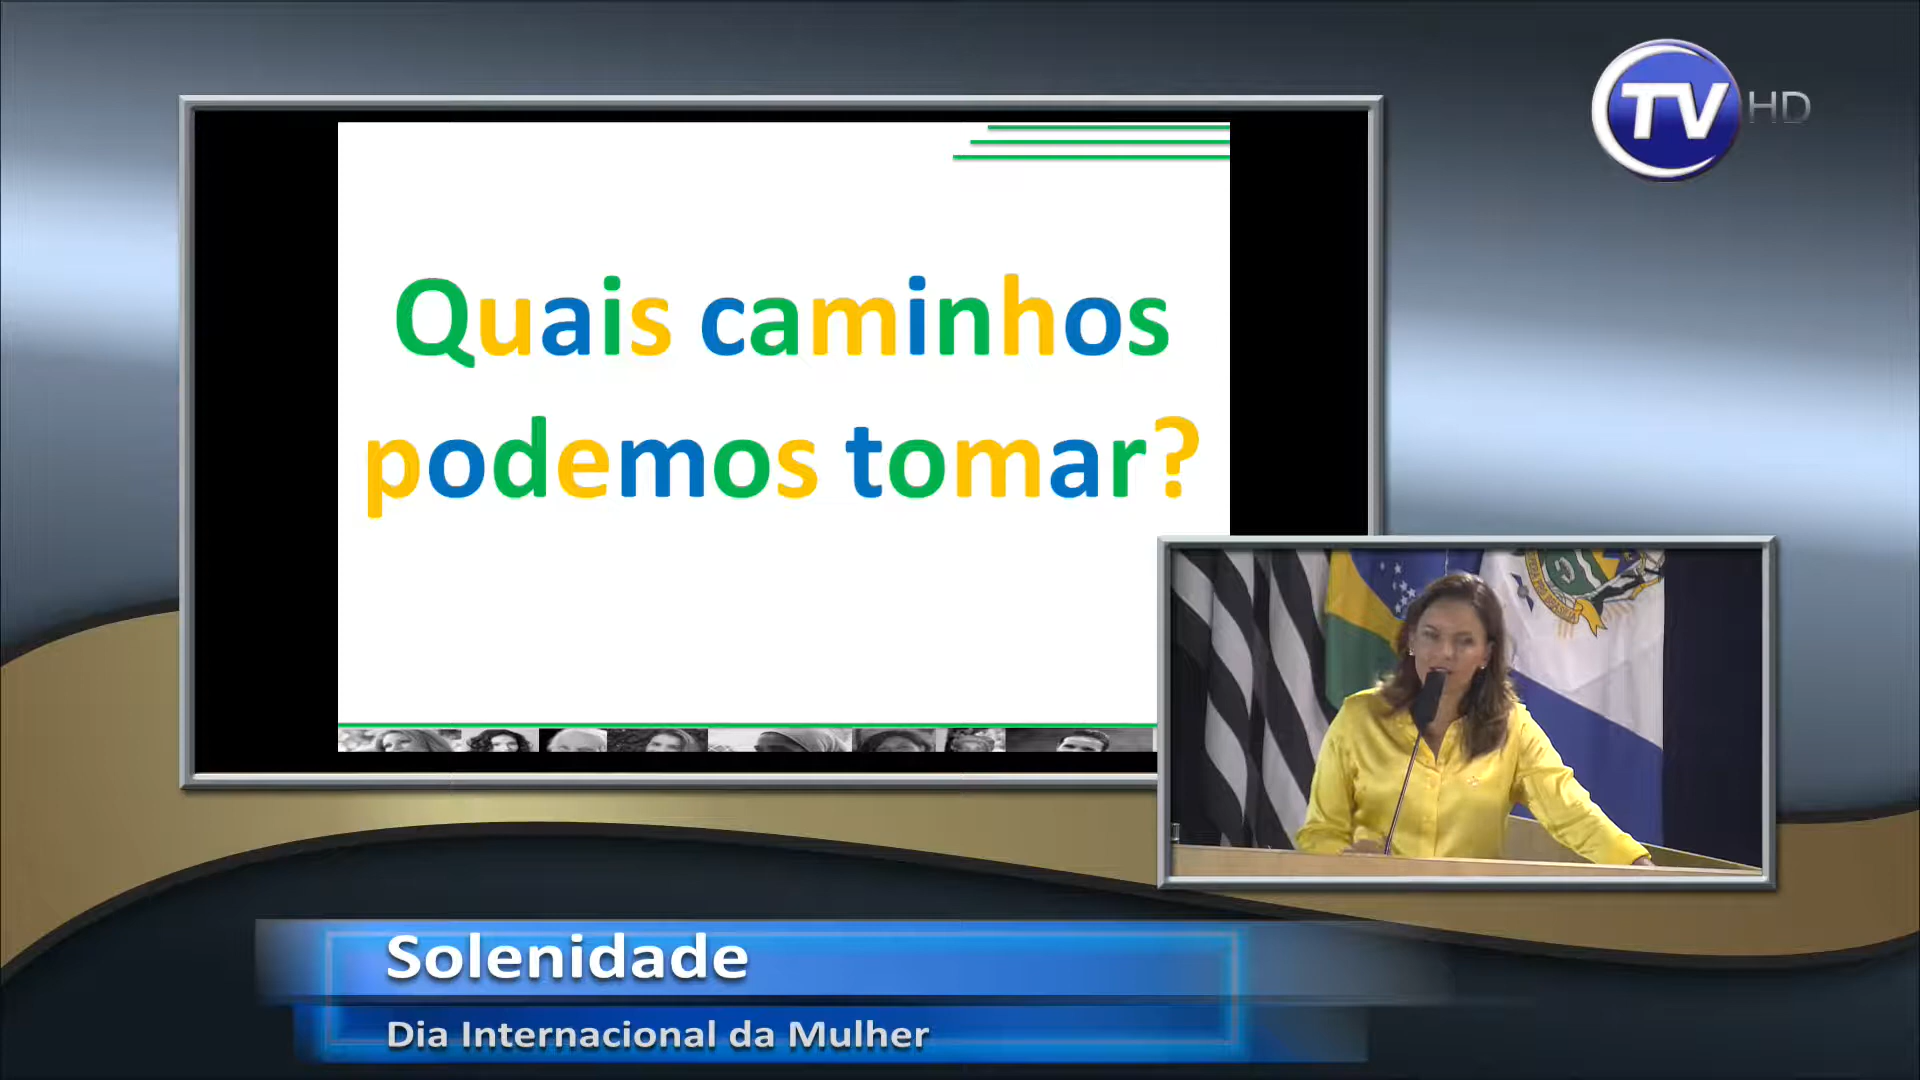 TV HD
Quais caminhos
podemos tomar?
Solenidade
Dia Internacional da Mulher